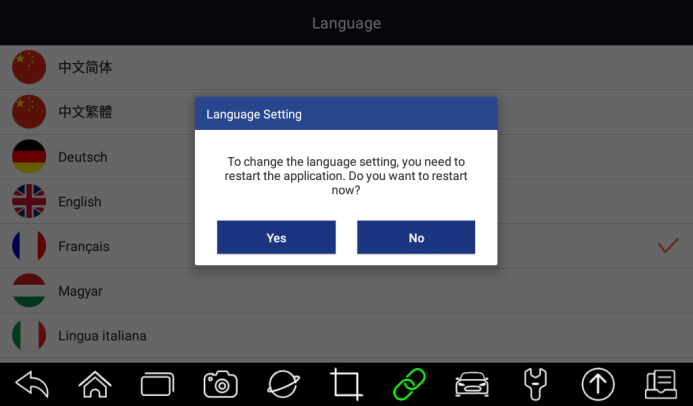 Language
中文简体
中文繁體
Language Setting
Deutsch
To change the language setting, you need to
restart the application. Do you want to restart
now?
English
Yes
No
Français
Magyar
Lingua italiana